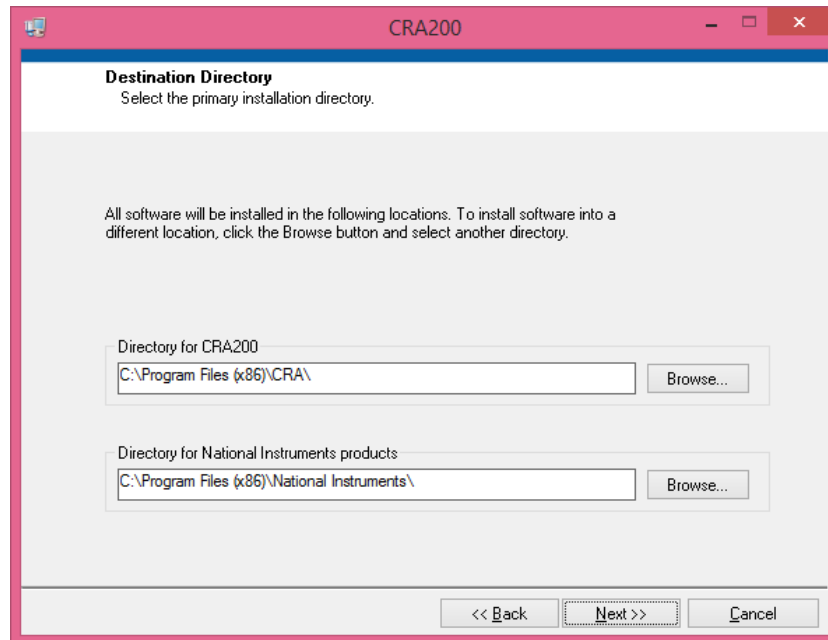 CRA200
Destination Directory
Select the primary installation directory.
All software will be installed in the following locations. To install software into a
different location, click the Browse button and select another directory.
Directory for CRA200
C:\Program Files (x86)\CRA\
Browse...
Directory for National Instruments products
C:\Program Files (x86)\National Instruments\
Browse...
<< Back
Next >>
Cancel